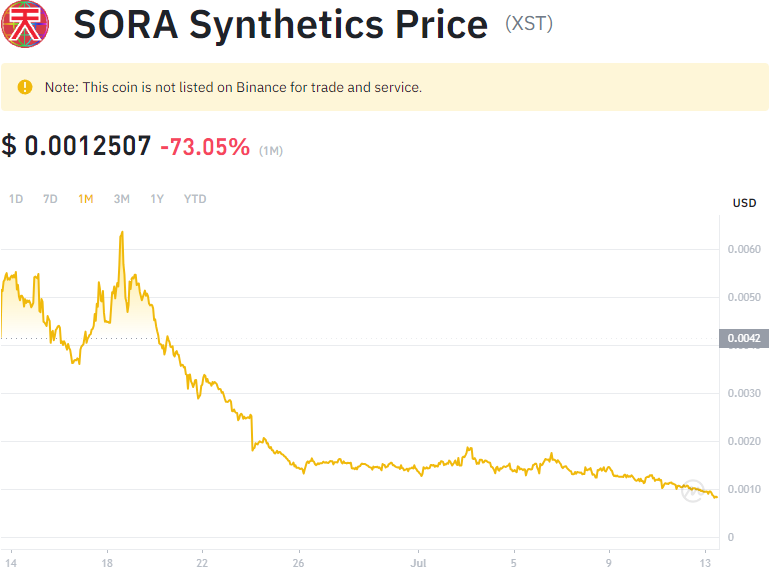 天
SORA Synthetics Price (XST)
Note: This coin is not listed on Binance for trade and service.
$ 0.0012507 -73.05% (1M)
1D 7D 1M 3M 1Y YTD
USD
0.0060
0.0050
0.0042
0.0030
0.0020
0.0010
0
14 18 22 26 Jul 5 9 13